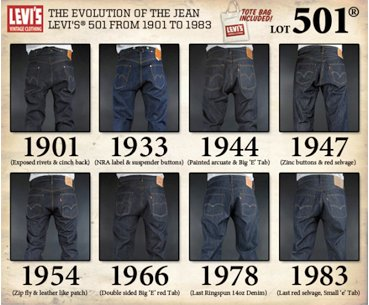 LEVI'S
VINTAGE CLOTHING
THE EVOLUTION OF THE JEAN
LEVI'S® 501 FROM 1901 TO 1983
TOTE BAG
INCLUDED!
LOT 501®
1901
(Exposed rivets & cinch back)
1933
(NRA label & suspender buttons)
1944
(Painted arcuate & Big 'E' Tab)
1947
(Zinc buttons & red selvage)
1954
(Zip fly & leather like patch)
1966
(Double sided Big 'E' red Tab)
1978
(Last Ringspun 14oz Denim)
1983
(Last red selvage, Small 'e' Tab)